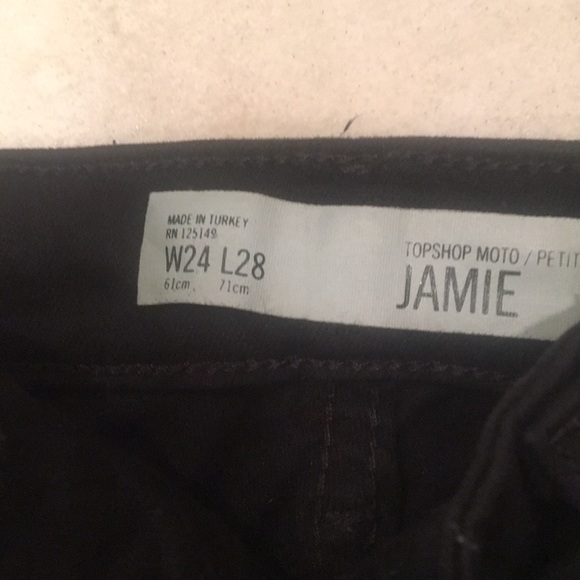 MADE IN TURKEY
RN 125149
W24 L28
61cm 71cm
TOPSHOP MOTO / PETIT
JAMIE